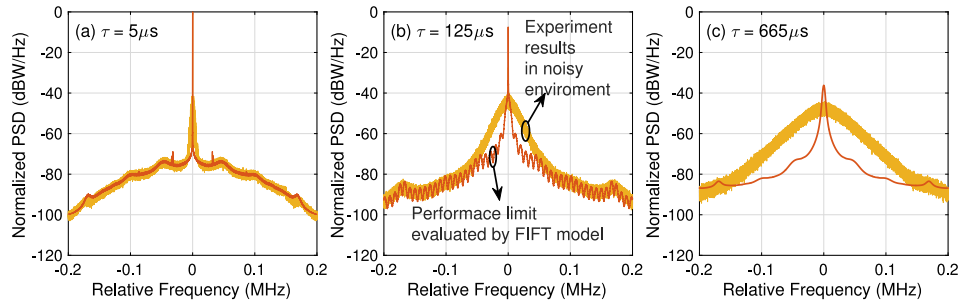 (a) τ = 5μs
0
-20
-40
-60
-80
-100
-120
Normalized PSD (dBW/Hz)
-0.2 -0.1 0 0.1 0.2
Relative Frequency (MHz)
(b) τ = 125μs
Experiment
results
in noisy
enviroment
Performace limit
evaluated by FIFT model
0
-20
-40
-60
-80
-100
-120
Normalized PSD (dBW/Hz)
-0.2 -0.1 0 0.1 0.2
Relative Frequency (MHz)
(c) τ = 665μs
0
-20
-40
-60
-80
-100
-120
Normalized PSD (dBW/Hz)
-0.2 -0.1 0 0.1 0.2
Relative Frequency (MHz)